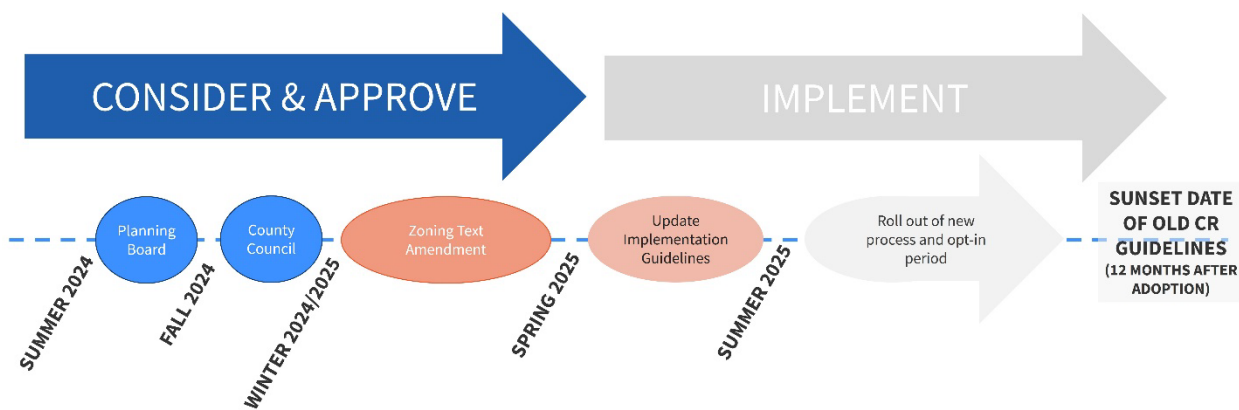 CONSIDER & APPROVE
IMPLEMENT
Planning
Board
County
Council
Zoning Text
Amendment
Update
Implementation
Guidelines
Roll out of new
process and opt-in
period
SUNSET DATE
OF OLD CR
GUIDELINES
(12 MONTHS AFTER
ADOPTION)
SUMMER 2024
FALL 2024
WINTER 2024/2025
SPRING 2025
SUMMER 2025